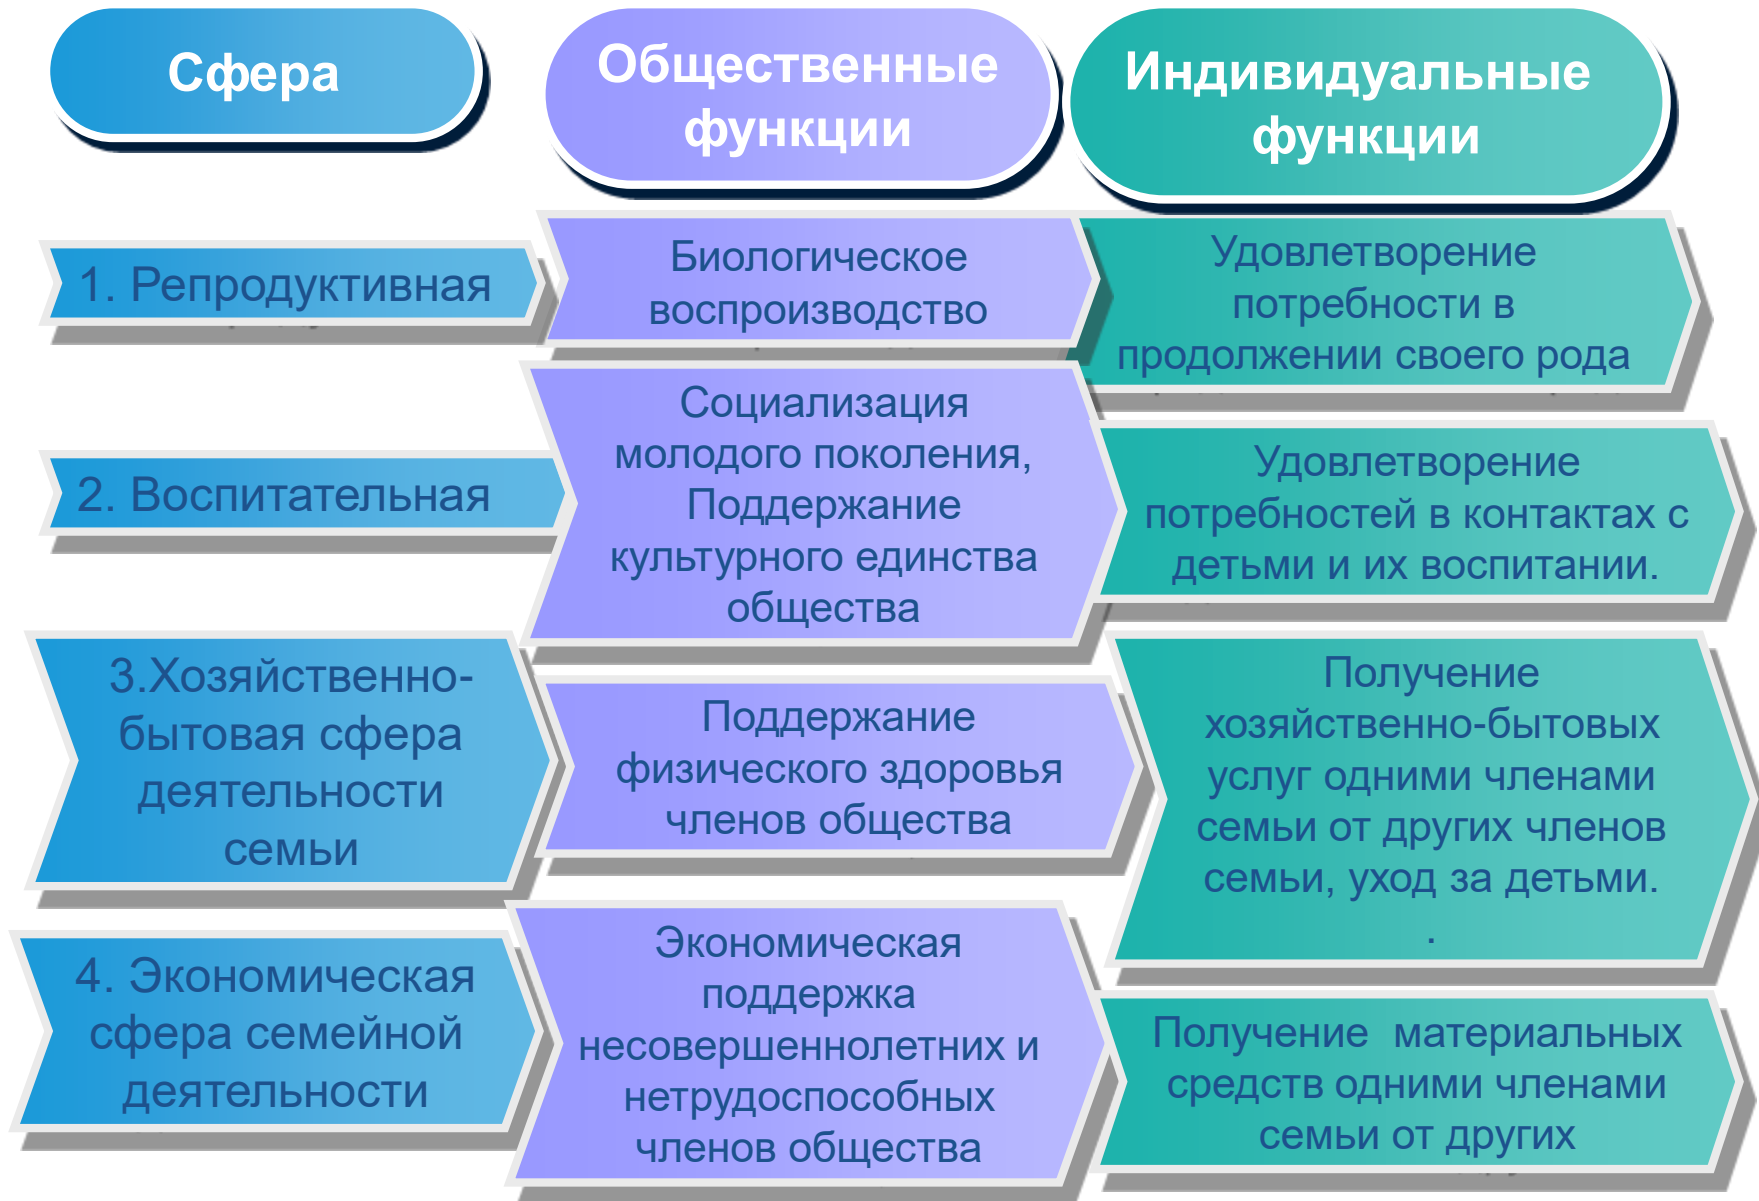 Сфера
Общественные
функции
Индивидуальные
функции
1. Репродуктивная
Биологическое
воспроизводство
Удовлетворение
потребности в
продолжении своего рода
2. Воспитательная
Социализация
молодого поколения,
Поддержание
культурного единства
общества
Удовлетворение
потребностей в контактах с
детьми и их воспитании.
3.Хозяйственно-
бытовая сфера
деятельности
семьи
Поддержание
физического здоровья
членов общества
Получение
хозяйственно-бытовых
услуг одними членами
семьи от других членов
семьи, уход за детьми.
.
4. Экономическая
сфера семейной
деятельности
Экономическая
поддержка
несовершеннолетних и
нетрудоспособных
членов общества
Получение  материальных
средств одними членами
семьи от других